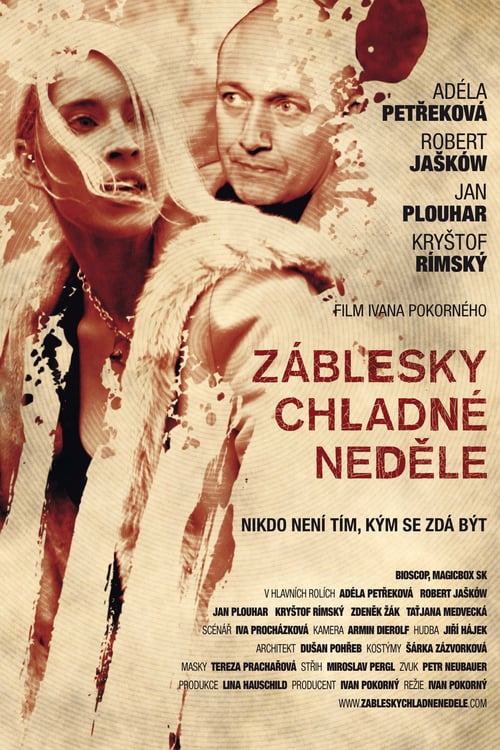 ADÉLA
PETŘEKOVÁ
ROBERT
JAŠKÓW
JAN
PLOUHAR
KRYŠTOF
RÍMSKÝ
FILM IVANA POKORNÉHO
ZÁBLESKY
CHLADNÉ
NEDĚLE
NIKDO NENÍ TÍM, KÝM SE ZDÁ BÝT
BIOSCOP, MAGICBOX SK
V HLAVNÍCH ROLÍCH ADÉLA PETŘEKOVÁ ROBERT JAŠKÓW
JAN PLOUHAR KRYŠTOF RÍMSKÝ ZDENĚK ŽÁK TAŤJANA MEDVECKÁ
SCÉNÁŘ IVA PROCHÁZKOVÁ KAMERA ARMIN DIEROLF HUDBA JIŘÍ HÁJEK
ARCHITEKT DUŠAN POHŘEB KOSTÝMY ŠÁRKA ZÁZVORKOVÁ
MASKY TEREZA PRACHAŘOVÁ STŘIH MIROSLAV PERGL ZVUK PETR NEUBAUER
PRODUKCE LINA HAUSCHILD PRODUCENT IVAN POKORNÝ REŽIE IVAN POKORNÝ
WWW.ZABLESKYCHLADNENEDELE.COM